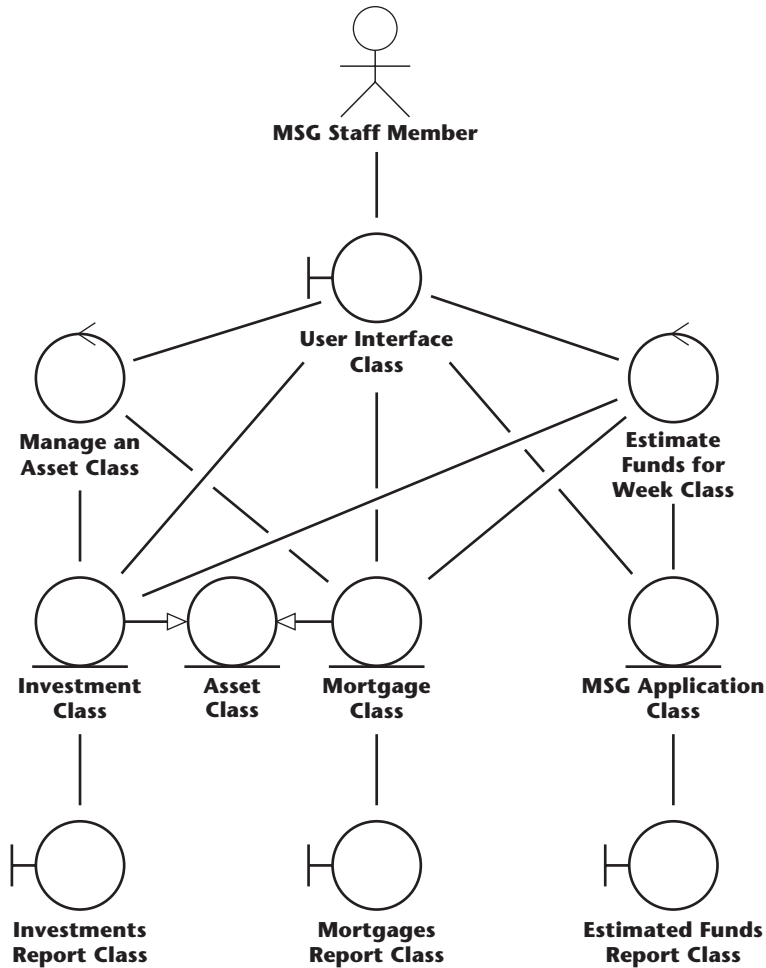 MSG Staff Member
User Interface
Class
Manage an
Asset Class
Estimate
Funds for
Week Class
Investment
Class
Asset
Class
Mortgage
Class
MSG Application
Class
Investments
Report Class
Mortgages
Report Class
Estimated Funds
Report Class